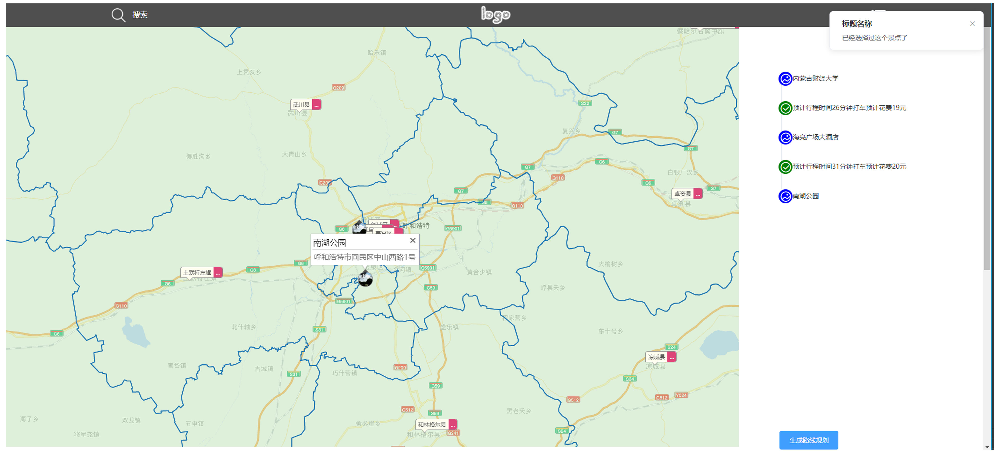 搜索
logo
标题名称
已经选择过这个景点了
察哈尔右翼中旗
哈乐镇
上秃亥乡
内蒙古财经大学
G209
S22
武川县 ...
武川县
预计行程时间26分钟打车预计花费19元
复兴乡
G7
海亮广场大酒店
G7
大青山乡
得胜沟乡
G6
G7
预计行程时间31分钟打车预计花费20元
白银厂汉乡
G110
G6
G7
G7
卓资县 ...
卓资县
南湖公园
G6
G110
新城区 ...
呼和浩特
G6
G5901
赛罕区
南湖公园
呼和浩特市回民区中山西路1号
G6
玉泉区
金河镇
G5901
大榆树乡
G6
土默特左旗 ...
土默特左旗
黄合少镇
G6
G59
崞县夭乡
G5901
G110
程家营乡
北什轴乡
S31
盛乐镇
东十号乡
G6
S24
凉城县 ...
凉城县
善岱镇
古城镇
G209
S31
巧什营镇
S24
G59
G512
G512
Y024
G512
G59
黑老夭乡
海子乡
双龙镇
五申镇
舍必崖乡
和林格尔县 ...
和林格尔县
G241
S24
将军尧镇
生成路线规划